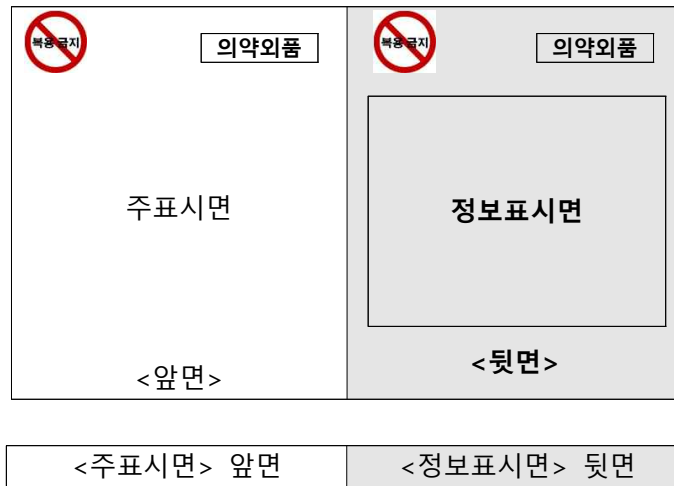 복용 금지
의약외품
주표시면
<앞면>
복용 금지
의약외품
정보표시면
<뒷면>
<주표시면> 앞면
<정보표시면> 뒷면